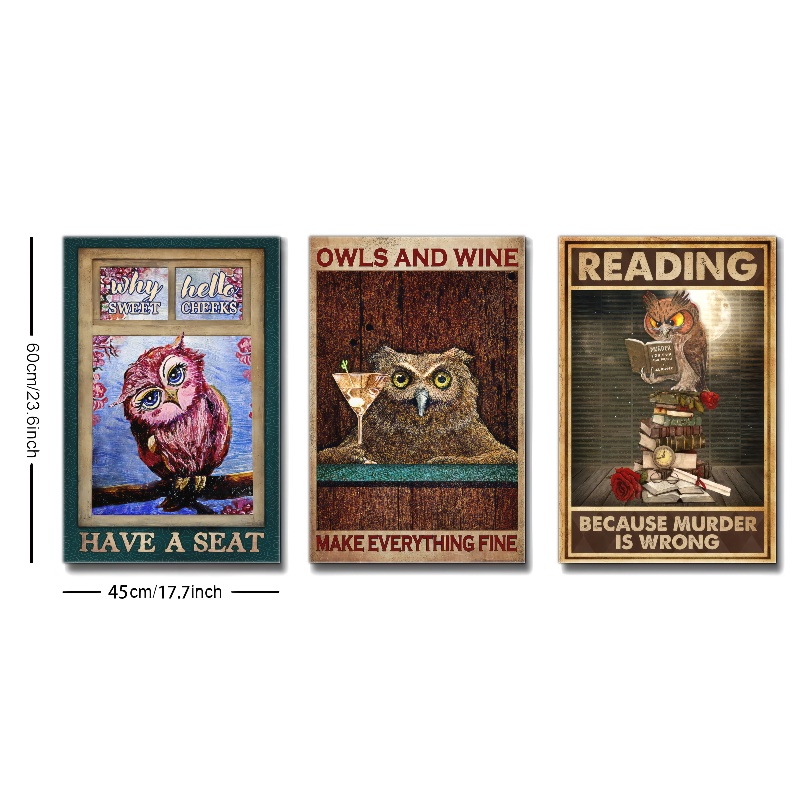 60cm/23.6inch
why hello
SWEET CHEEKS
HAVE A SEAT
45cm/17.7inch
OWLS AND WINE
MAKE EVERYTHING FINE
READING
MURDER
BECAUSE MURDER
IS WRONG